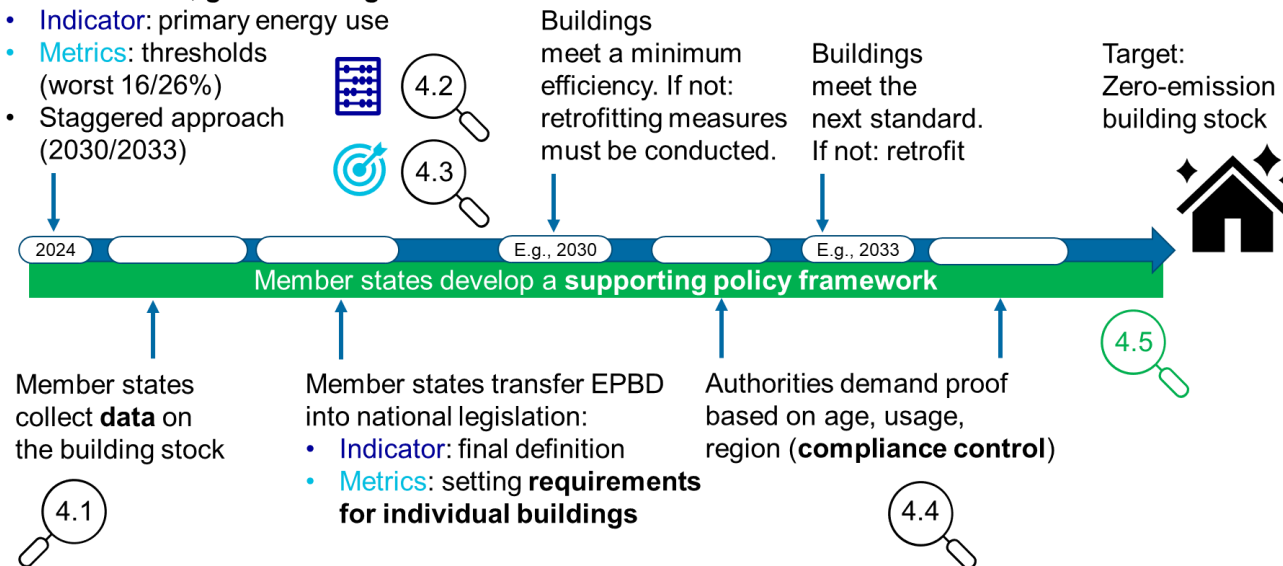 • Indicator: primary energy use
• Metrics: thresholds
(worst 16/26%)
• Staggered approach
(2030/2033)
4.2
4.3
Buildings
meet a minimum
efficiency. If not:
retrofitting measures
must be conducted.
Buildings
meet the
next standard.
If not: retrofit
Target:
Zero-emission
building stock
2024
E.g., 2030
E.g., 2033
Member states develop a supporting policy framework
4.5
Member states
collect data on
the building stock
4.1
Member states transfer EPBD
into national legislation:
• Indicator: final definition
• Metrics: setting requirements
for individual buildings
Authorities demand proof
based on age, usage,
region (compliance control)
4.4